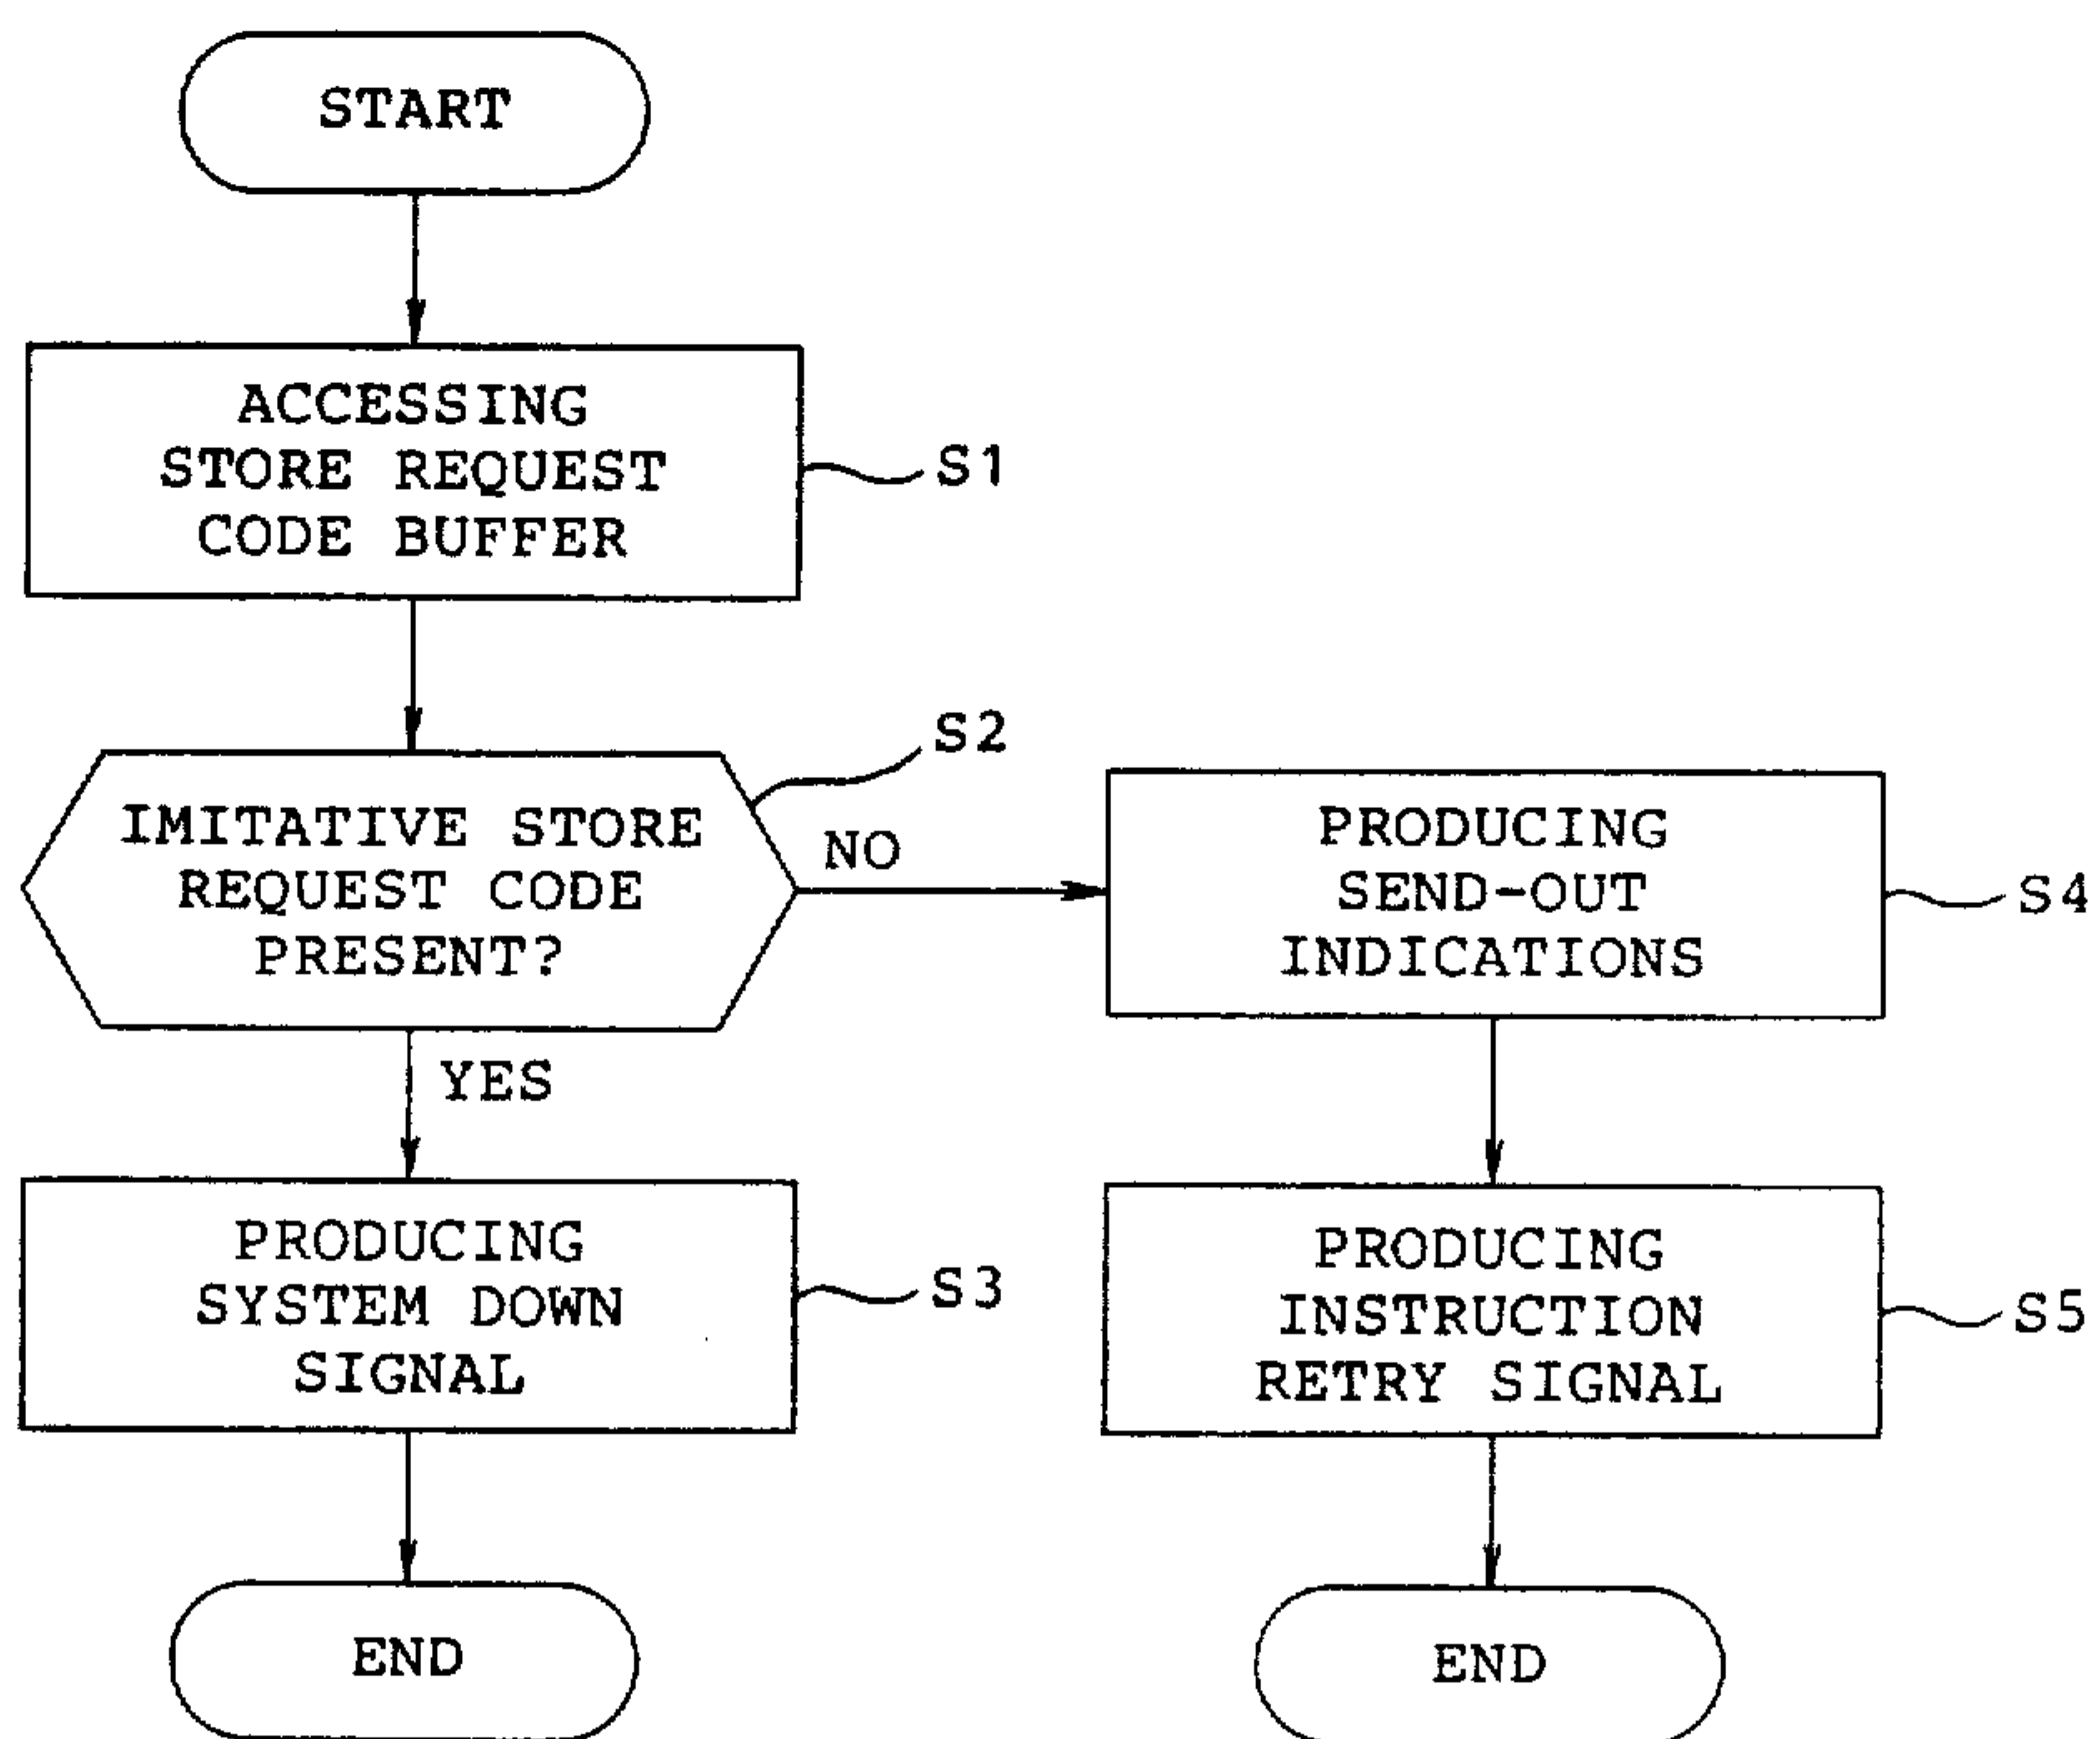 START
ACCESSING
STORE REQUEST
CODE BUFFER
S1
IMITATIVE STORE
REQUEST CODE
PRESENT?
S2
NO
YES
PRODUCING
SYSTEM DOWN
SIGNAL
S3
END
PRODUCING
SEND-OUT
INDICATIONS
S4
PRODUCING
INSTRUCTION
RETRY SIGNAL
S5
END